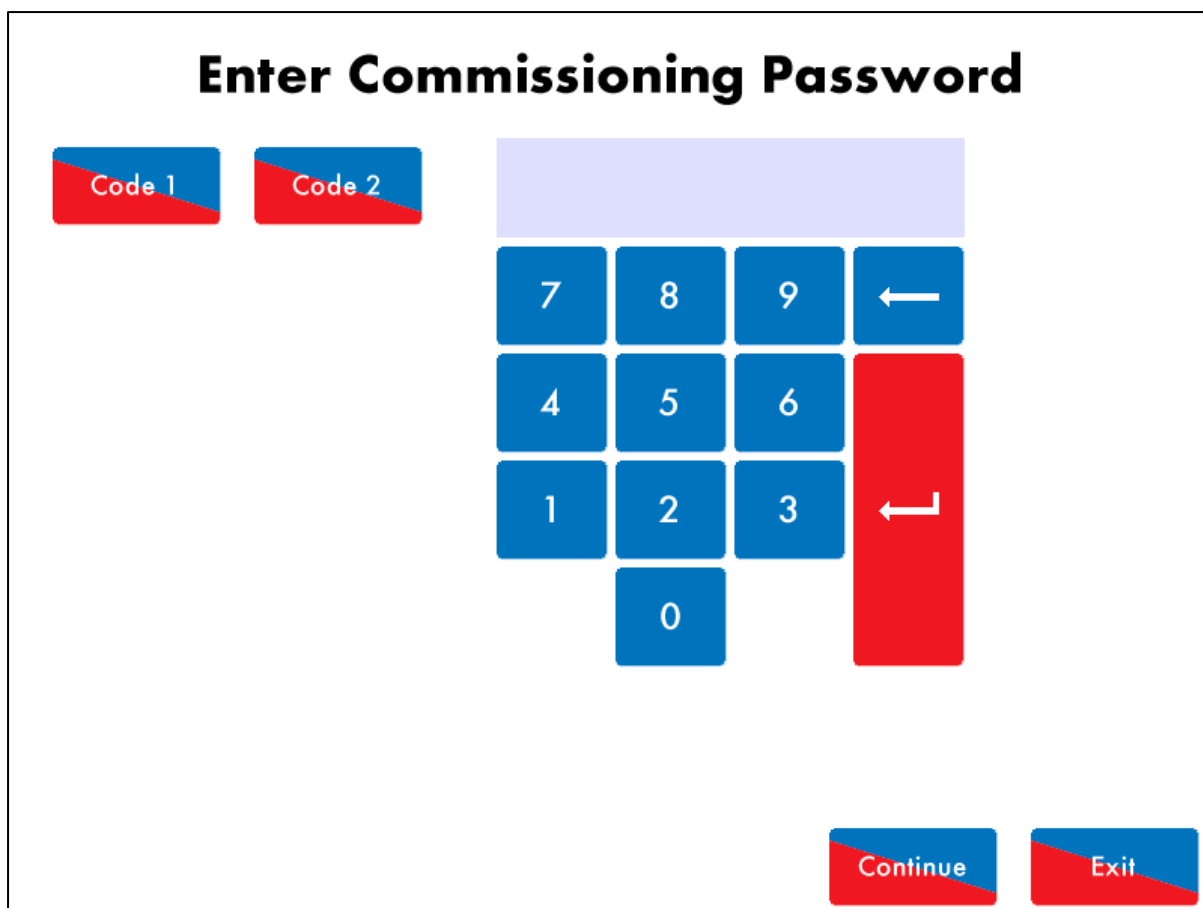 Enter Commissioning Password
Code 1 Code 2
7 8 9
4 5 6
1 2 3
0
Continue Exit